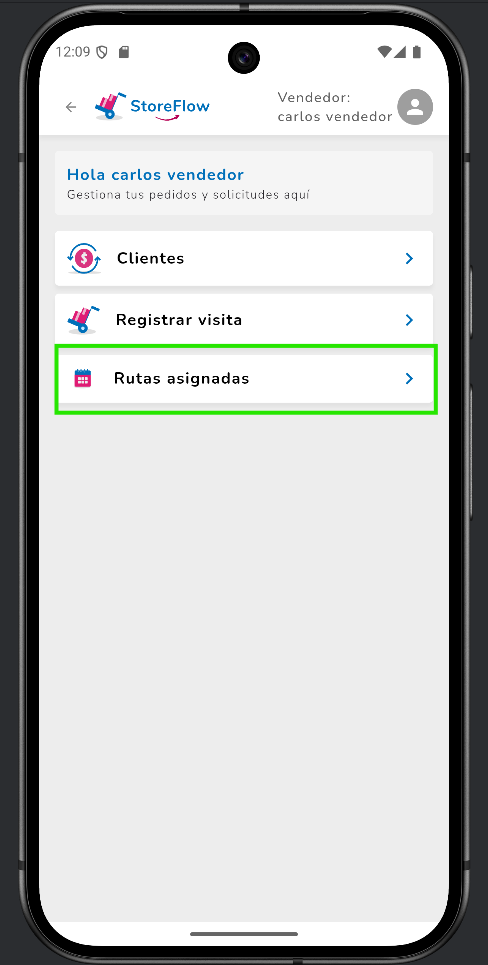 12:09
StoreFlow
Vendedor:
carlos vendedor
Hola carlos vendedor
Gestiona tus pedidos y solicitudes aquí
Clientes
Registrar visita
Rutas asignadas